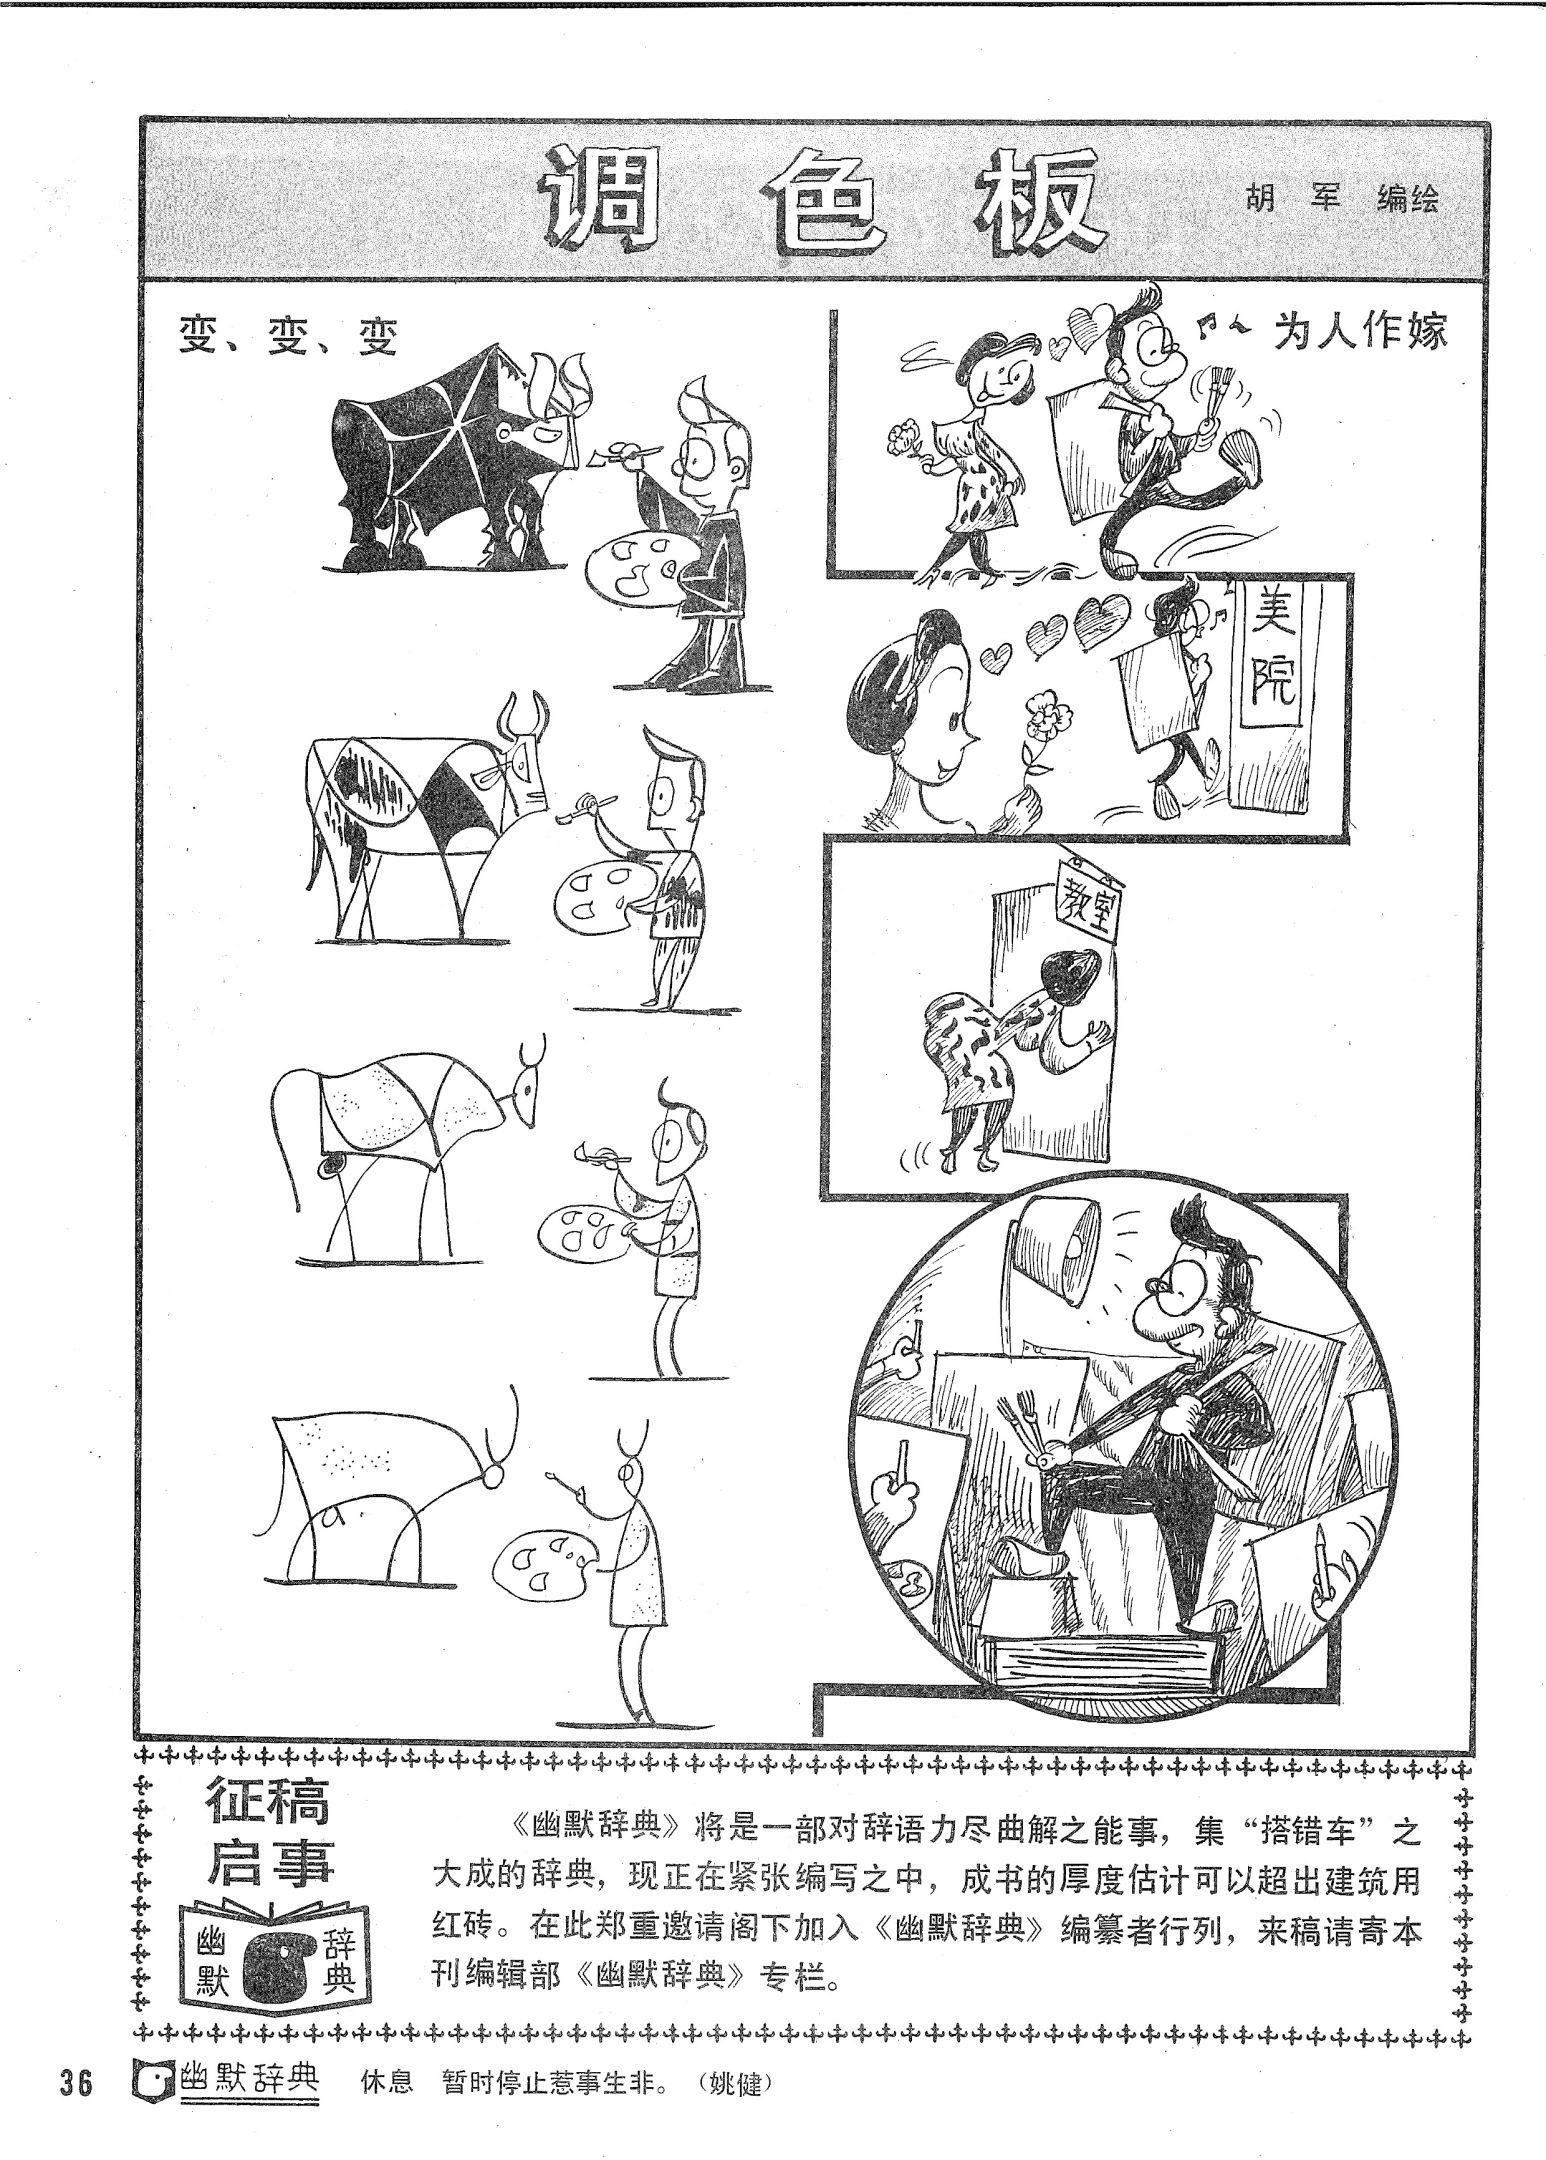 调色板
胡军 编绘
变、变、变
为人作嫁
美院
教室
征稿
启事
幽默
辞典
《幽默辞典》将是一部对辞语力尽曲解之能事，集“搭错车”之
大成的辞典，现正在紧张编写之中，成书的厚度估计可以超出建筑用
红砖。在此郑重邀请阁下加入《幽默辞典》编纂者行列，来稿请寄本
刊编辑部《幽默辞典》专栏。
36 幽默辞典 休息 暂时停止惹事生非。（姚健）